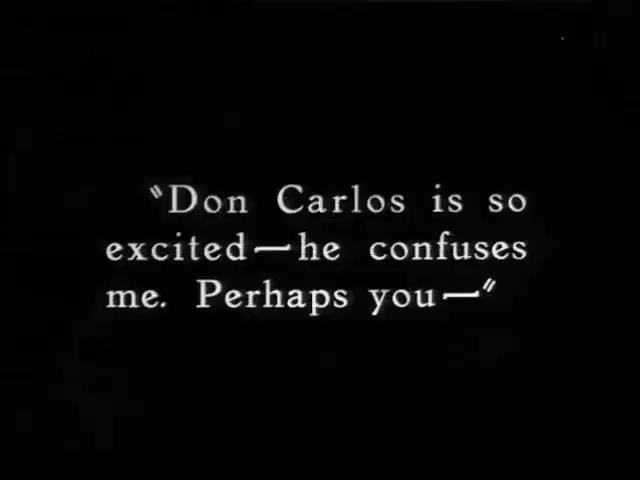 "Don Carlos is so
excited—he confuses
me. Perhaps you—"